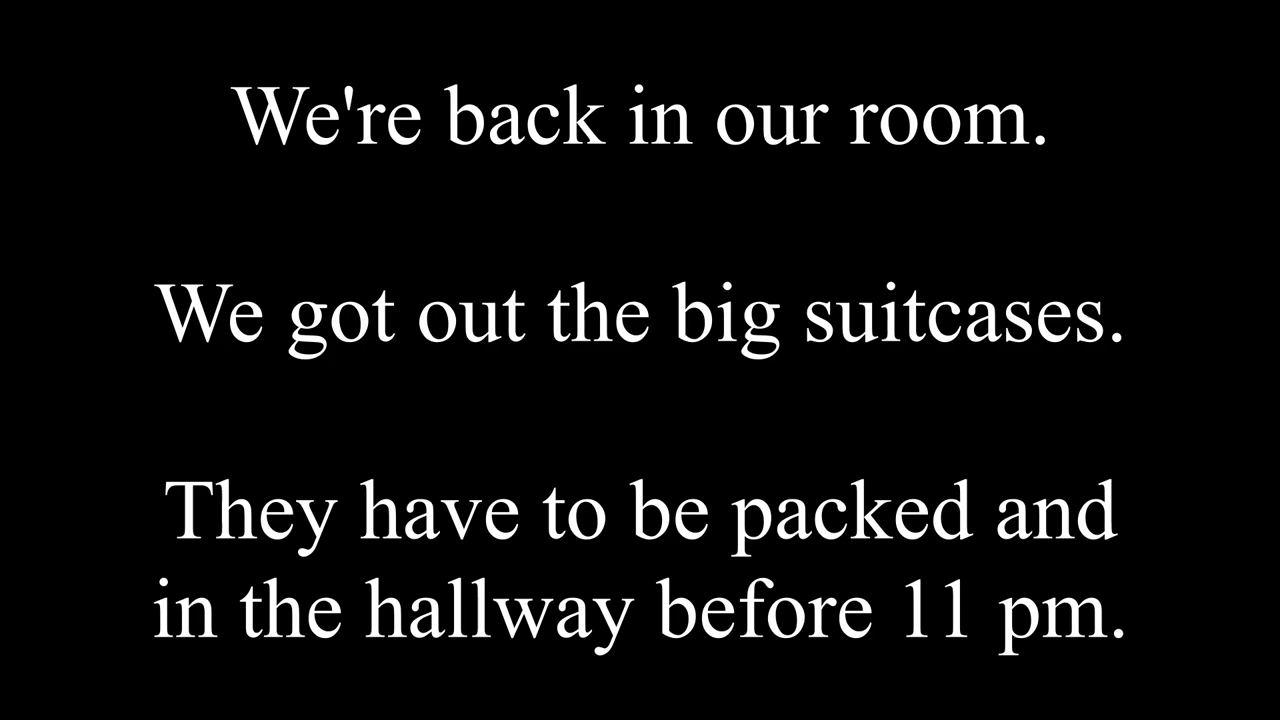 We're back in our room.
We got out the big suitcases.
They have to be packed and
in the hallway before 11 pm.